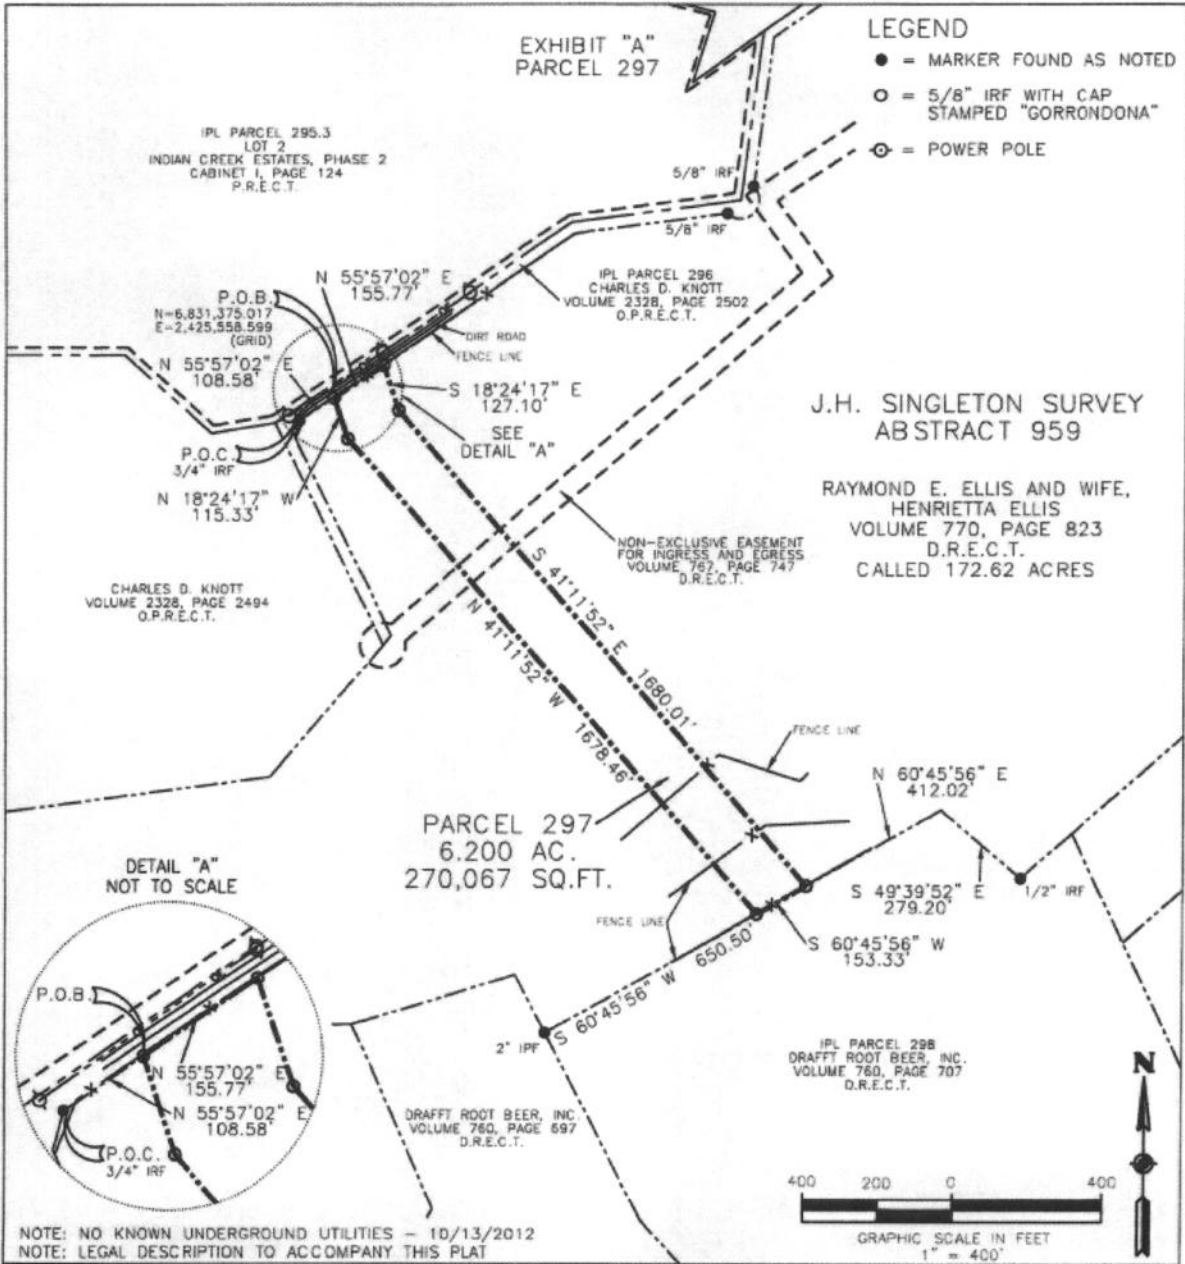 EXHIBIT "A"
PARCEL 297
LEGEND
= MARKER FOUND AS NOTED
= 5/8" IRF WITH CAP
STAMPED "GORRONDONA"
= POWER POLE
IPL PARCEL 295.3
LOT 2
INDIAN CREEK ESTATES, PHASE 2
CABINET I, PAGE 124
P.R.E.C.T.
5/8" IRF
5/8" IRF
N 55°57'02" E
155.77'
IPL PARCEL 296
CHARLES D. KNOTT
VOLUME 2328, PAGE 2502
O.P.R.E.C.T.
P.O.B.
N=6,831,375.017
E=2,425,558.599
(GRID)
DIRT ROAD
FENCE LINE
N 55°57'02" E
108.58'
S 18°24'17" E
127.10'
SEE
DETAIL "A"
P.O.C.
3/4" IRF
N 18°24'17" W
115.33'
J.H. SINGLETON SURVEY
ABSTRACT 959
RAYMOND E. ELLIS AND WIFE,
HENRIETTA ELLIS
VOLUME 770, PAGE 823
D.R.E.C.T.
CALLED 172.62 ACRES
NON-EXCLUSIVE EASEMENT
FOR INGRESS AND EGRESS
VOLUME 767, PAGE 747
D.R.E.C.T.
CHARLES D. KNOTT
VOLUME 2328, PAGE 2494
O.P.R.E.C.T.
S 41°11'52" E 1680.01'
N 41°11'52" W 1678.46'
FENCE LINE
N 60°45'56" E
412.02'
PARCEL 297
6.200 AC.
270,067 SQ.FT.
S 49°39'52" E
279.20'
1/2" IRF
FENCE LINE
S 60°45'56" W
153.33'
S 60°45'56" W 650.50'
2" IPF
DETAIL "A"
NOT TO SCALE
P.O.B.
N 55°57'02" E
155.77'
N 55°57'02" E
108.58'
P.O.C.
3/4" IRF
IPL PARCEL 298
DRAFFT ROOT BEER, INC.
VOLUME 760, PAGE 707
D.R.E.C.T.
DRAFFT ROOT BEER, INC.
VOLUME 760, PAGE 697
D.R.E.C.T.
N
400 200 0 400
GRAPHIC SCALE IN FEET
1" = 400'
NOTE: NO KNOWN UNDERGROUND UTILITIES - 10/13/2012
NOTE: LEGAL DESCRIPTION TO ACCOMPANY THIS PLAT